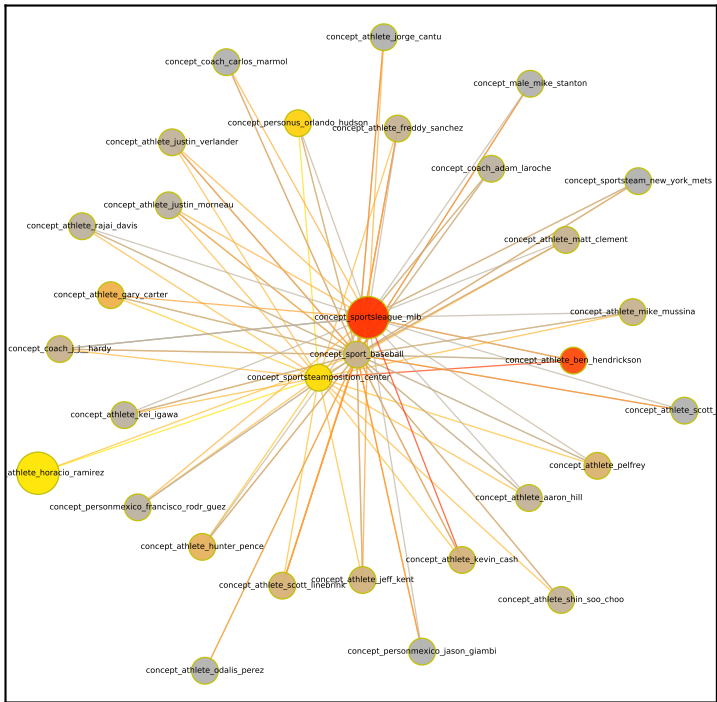 concept_athlete_jorge_cantu
concept_coach_carlos_marmol
concept_male_mike_stanton
concept_personus_orlando_hudson
concept_athlete_freddy_sanchez
concept_athlete_justin_verlander
concept_coach_adam_laroche
concept_sportsteam_new_york_mets
concept_athlete_justin_morneau
concept_athlete_rajai_davis
concept_athlete_matt_clement
concept_athlete_gary_carter
concept_sportsleague_mlb
concept_athlete_mike_mussina
concept_coach_j_j__hardy
concept_sport_baseball
concept_athlete_ben_hendrickson
concept_sportsteamposition_center
concept_athlete_kei_igawa
concept_athlete_scott_
athlete_horacio_ramirez
concept_athlete_pelfrey
concept_athlete_aaron_hill
concept_personmexico_francisco_rodr_guez
concept_athlete_hunter_pence
concept_athlete_kevin_cash
concept_athlete_scott_linebrink
concept_athlete_jeff_kent
concept_athlete_shin_soo_choo
concept_personmexico_jason_giambi
concept_athlete_odalis_perez